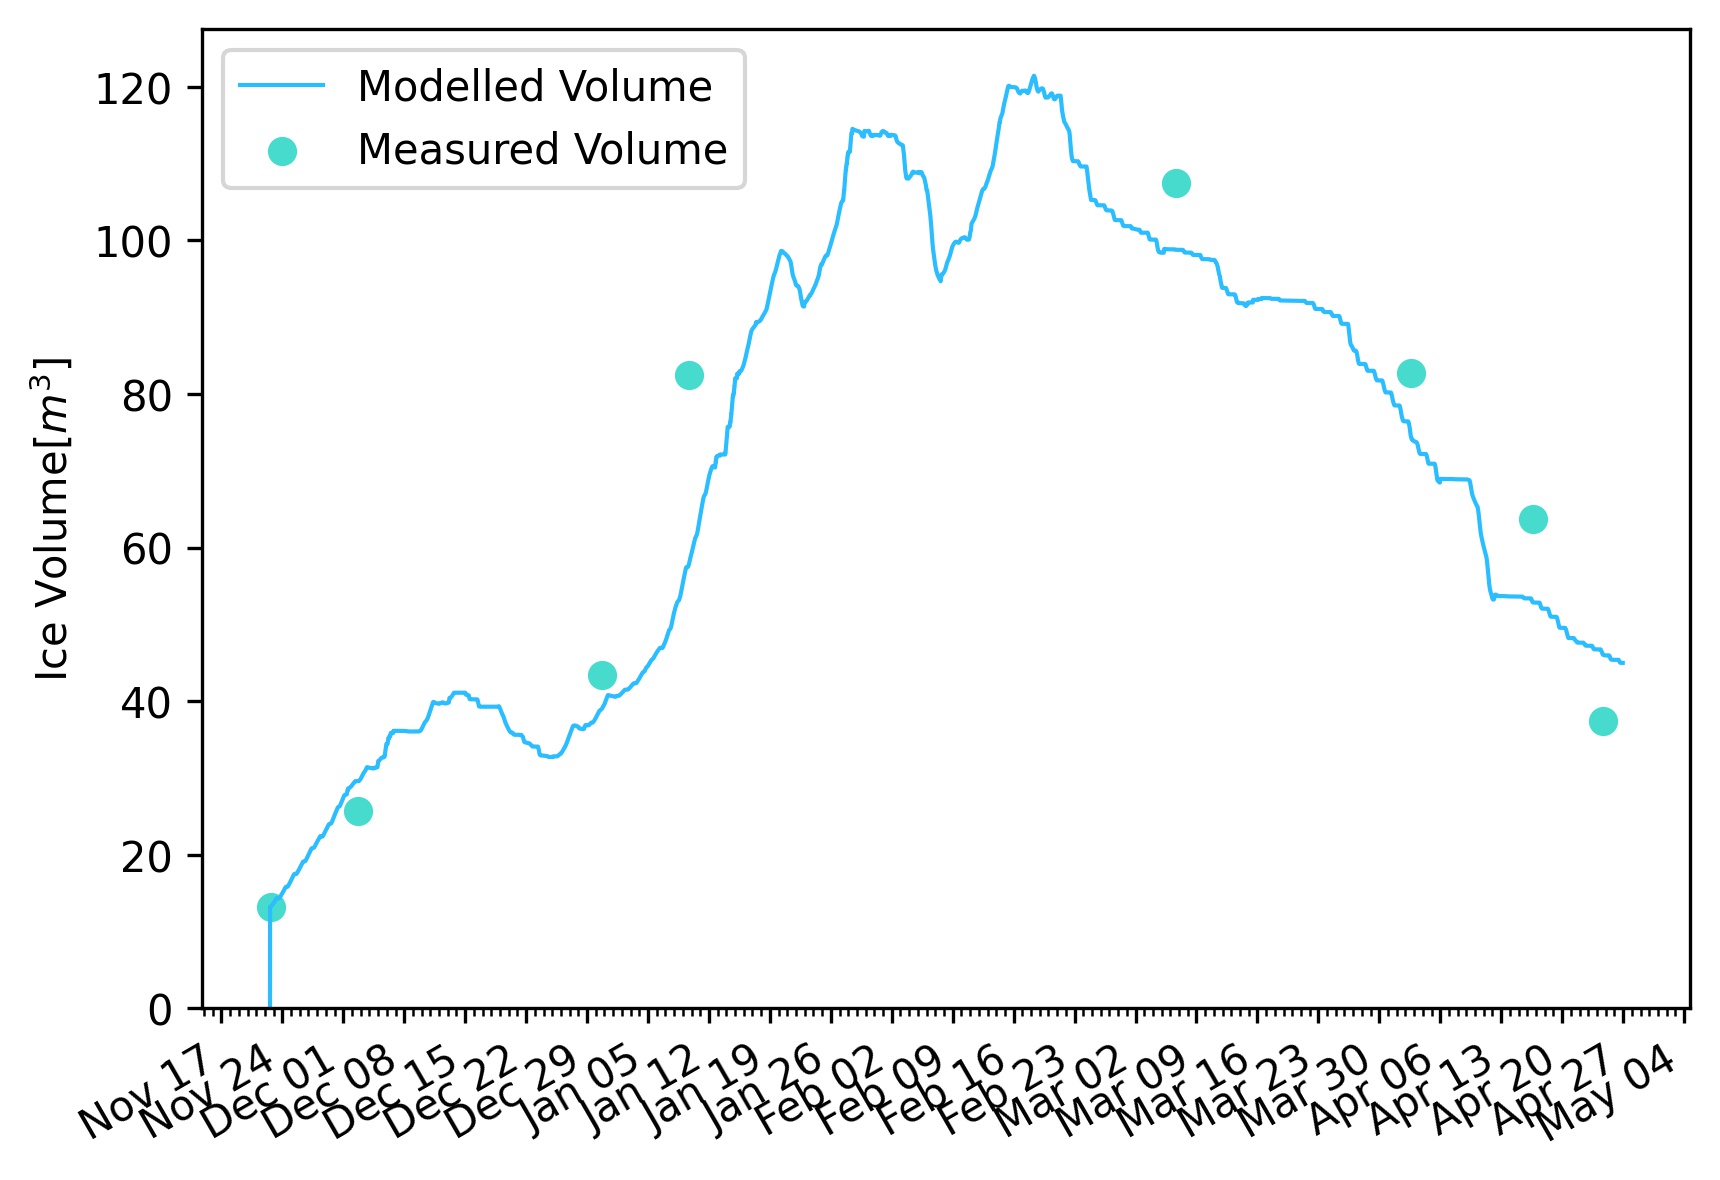 Modelled Volume
Measured Volume
Ice Volume[m³]
120
100
80
60
40
20
0
Nov 17
Nov 24
Dec 01
Dec 08
Dec 15
Dec 22
Dec 29
Jan 05
Jan 12
Jan 19
Jan 26
Feb 02
Feb 09
Feb 16
Feb 23
Mar 02
Mar 09
Mar 16
Mar 23
Mar 30
Apr 06
Apr 13
Apr 20
Apr 27
May 04